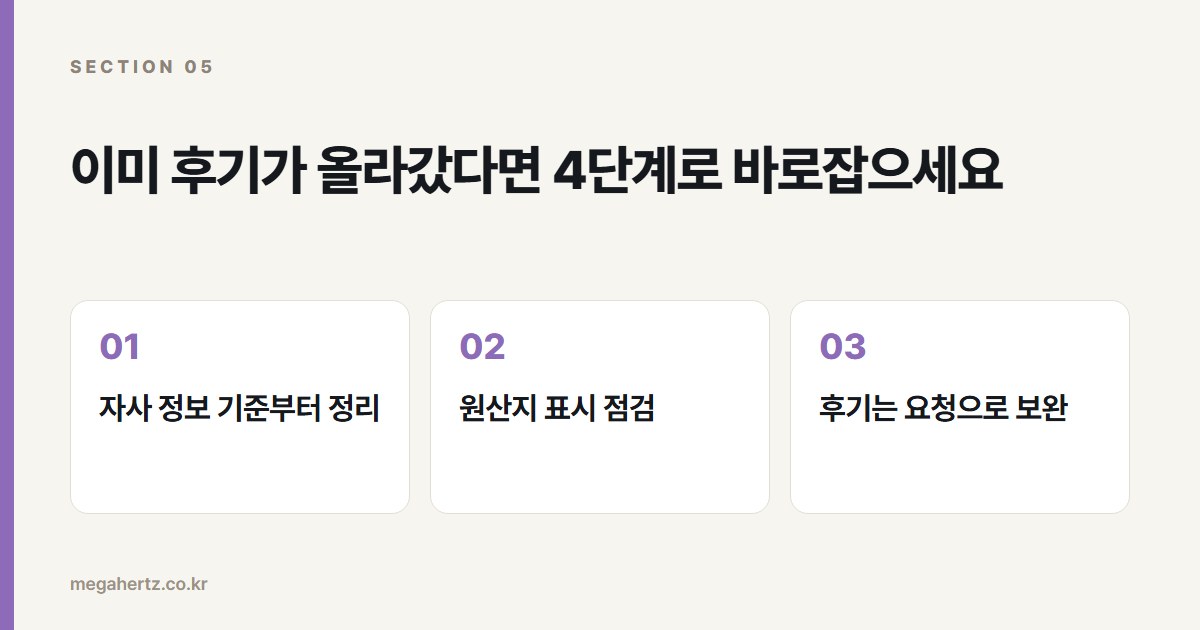 SECTION 05
이미 후기가 올라갔다면 4단계로 바로잡으세요
01
자사 정보 기준부터 정리
02
원산지 표시 점검
03
후기는 요청으로 보완
megahertz.co.kr